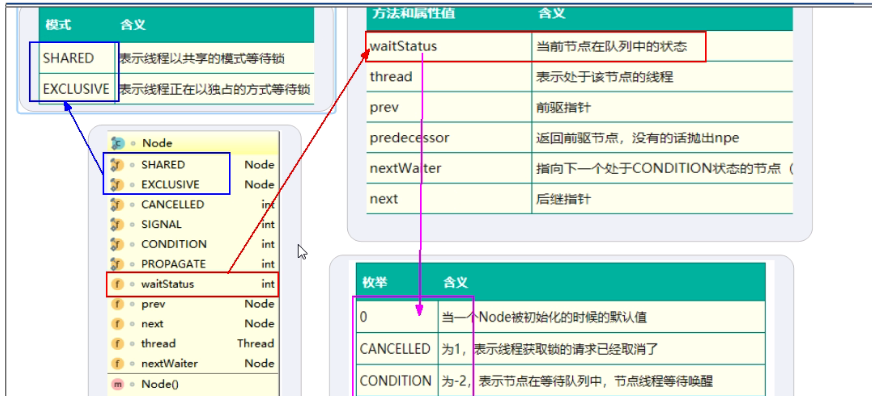 模式 含义
SHARED 表示线程以共享的模式等待锁
EXCLUSIVE 表示线程正在以独占的方式等待锁
方法和属性值 含义
waitStatus 当前节点在队列中的状态
thread 表示处于该节点的线程
prev 前驱指针
predecessor 返回前驱节点，没有的话抛出npe
nextWaiter 指向下一个处于CONDITION状态的节点（
next 后继指针
Node
SHARED Node
EXCLUSIVE Node
CANCELLED int
SIGNAL int
CONDITION int
PROPAGATE int
waitStatus int
prev Node
next Node
thread Thread
nextWaiter Node
Node()
枚举 含义
0 当一个Node被初始化的时候的默认值
CANCELLED 为1，表示线程获取锁的请求已经取消了
CONDITION 为-2，表示节点在等待队列中，节点线程等待唤醒